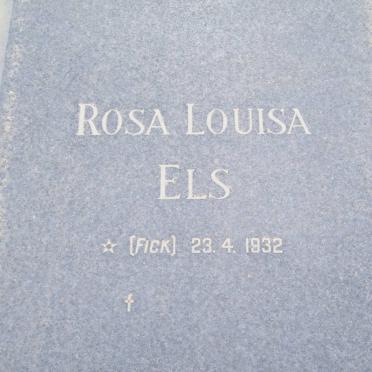 ROSA LOUISA
ELS
☆ (FICK) 23. 4. 1932
✝